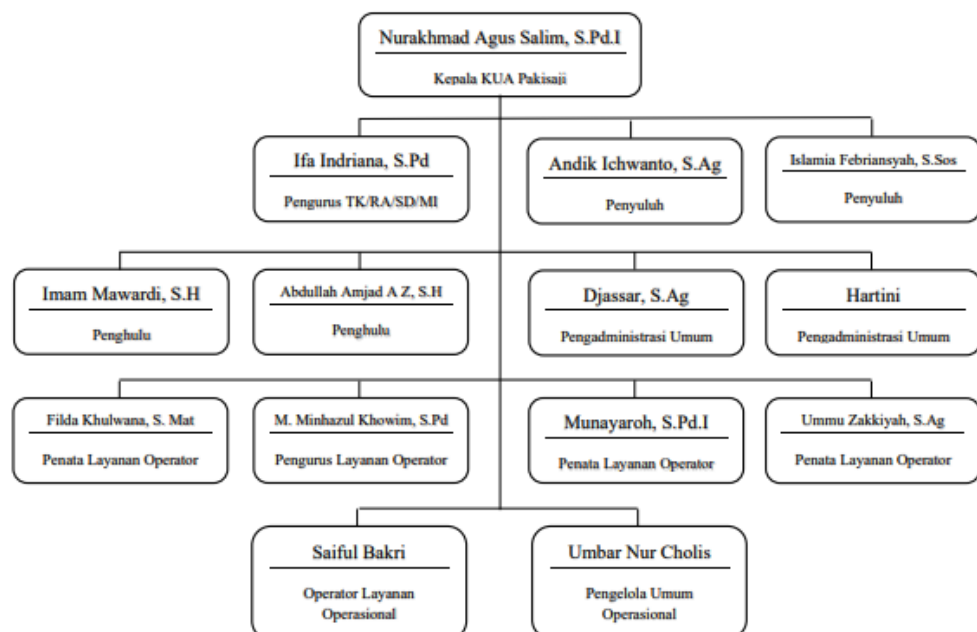 Nurakhmad Agus Salim, S.Pd.I
Kepala KUA Pakisaji
Ifa Indriana, S.Pd
Pengurus TK/RA/SD/MI
Andik Ichwanto, S.Ag
Penyuluh
Islamia Febriansyah, S.Sos
Penyuluh
Imam Mawardi, S.H
Penghulu
Abdullah Amjad A Z, S.H
Penghulu
Djassar, S.Ag
Pengadministrasi Umum
Hartini
Pengadministrasi Umum
Filda Khulwana, S. Mat
Penata Layanan Operator
M. Minhazul Khowim, S.Pd
Pengurus Layanan Operator
Munayaroh, S.Pd.I
Penata Layanan Operator
Ummu Zakkiyah, S.Ag
Penata Layanan Operator
Saiful Bakri
Operator Layanan
Operasional
Umbar Nur Cholis
Pengelola Umum
Operasional